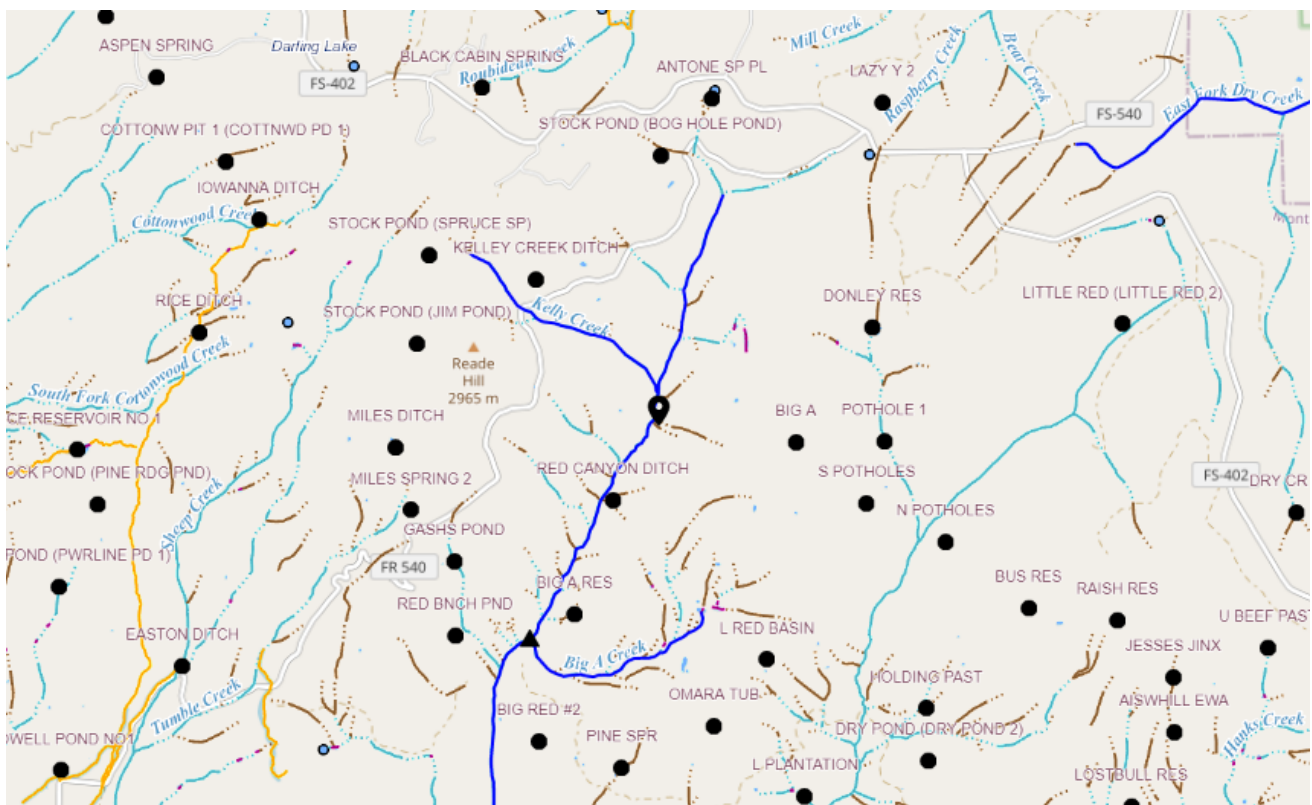 ASPEN SPRING
Darling Lake
FS-402
BLACK CABIN SPRING
Roubideau Creek
Mill Creek
Raspberry Creek
Bear Creek
ANTONE SP PL
LAZY Y 2
FS-540
East Fork Dry Creek
COTTONW PIT 1 (COTTNWD PD 1)
STOCK POND (BOG HOLE POND)
IOWANNA DITCH
Cottonwood Creek
STOCK POND (SPRUCE SP)
KELLEY CREEK DITCH
Mont
RICE DITCH
STOCK POND (JIM POND)
Kelly Creek
DONLEY RES
LITTLE RED (LITTLE RED 2)
South Fork Cottonwood Creek
Reade
Hill
2965 m
CE RESERVOIR NO 1
MILES DITCH
BIG A
POTHOLE 1
OCK POND (PINE RDG PND)
MILES SPRING 2
RED CANYON DITCH
S POTHOLES
FS-402
DRY CR
Sheep Creek
GASHS POND
N POTHOLES
POND (PWRLINE PD 1)
FR 540
BIG A RES
BUS RES
RAISH RES
RED BNCH PND
U BEEF PAST
EASTON DITCH
L RED BASIN
JESSES JINX
Big A Creek
Tumble Creek
OMARA TUB
HOLDING PAST
AISWHILL EWA
BIG RED #2
DRY POND (DRY POND 2)
Hanks Creek
OWELL POND NO1
PINE SPR
L PLANTATION
LOSTBULL RES